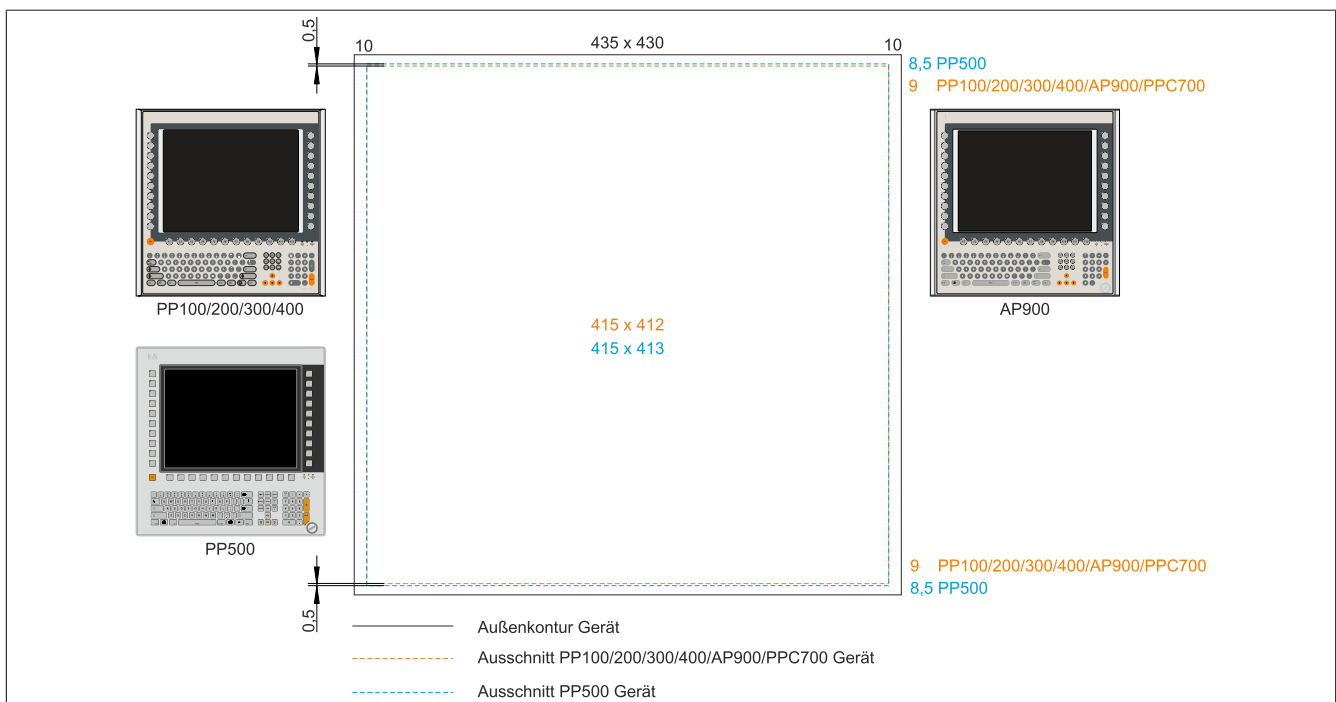 0,5
10
435 x 430
10
8,5 PP500
9 PP100/200/300/400/AP900/PPC700
PP100/200/300/400
AP900
415 x 412
415 x 413
PP500
9 PP100/200/300/400/AP900/PPC700
8,5 PP500
0,5
Außenkontur Gerät
Ausschnitt PP100/200/300/400/AP900/PPC700 Gerät
Ausschnitt PP500 Gerät